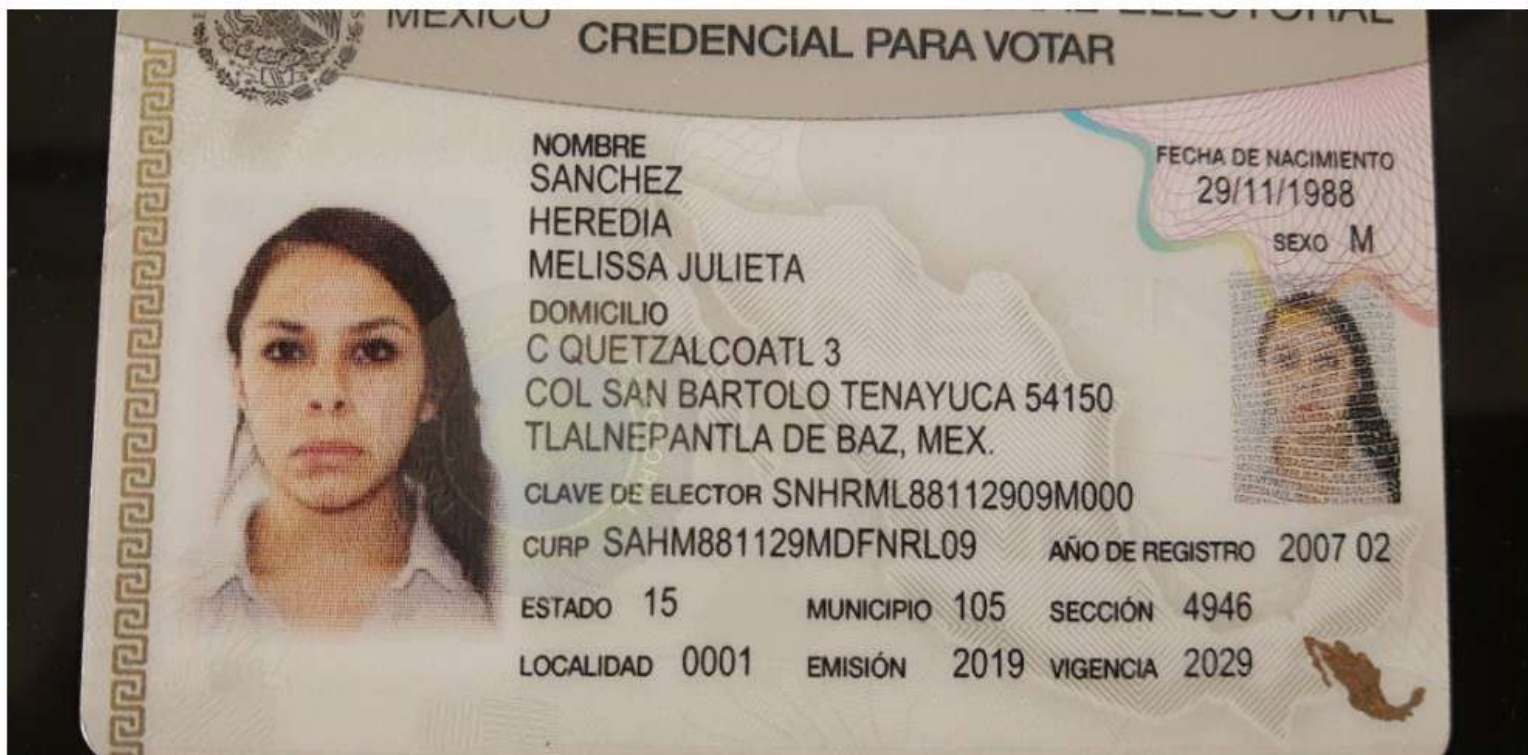 MÉXICO
CREDENCIAL PARA VOTAR
NOMBRE
SANCHEZ
HEREDIA
MELISSA JULIETA
DOMICILIO
C QUETZALCOATL 3
COL SAN BARTOLO TENAYUCA 54150
TLALNEPANTLA DE BAZ, MEX.
CLAVE DE ELECTOR SNHRML88112909M000
CURP SAHM881129MDFNRL09 AÑO DE REGISTRO 2007 02
ESTADO 15 MUNICIPIO 105 SECCIÓN 4946
LOCALIDAD 0001 EMISIÓN 2019 VIGENCIA 2029
FECHA DE NACIMIENTO
29/11/1988
SEXO M